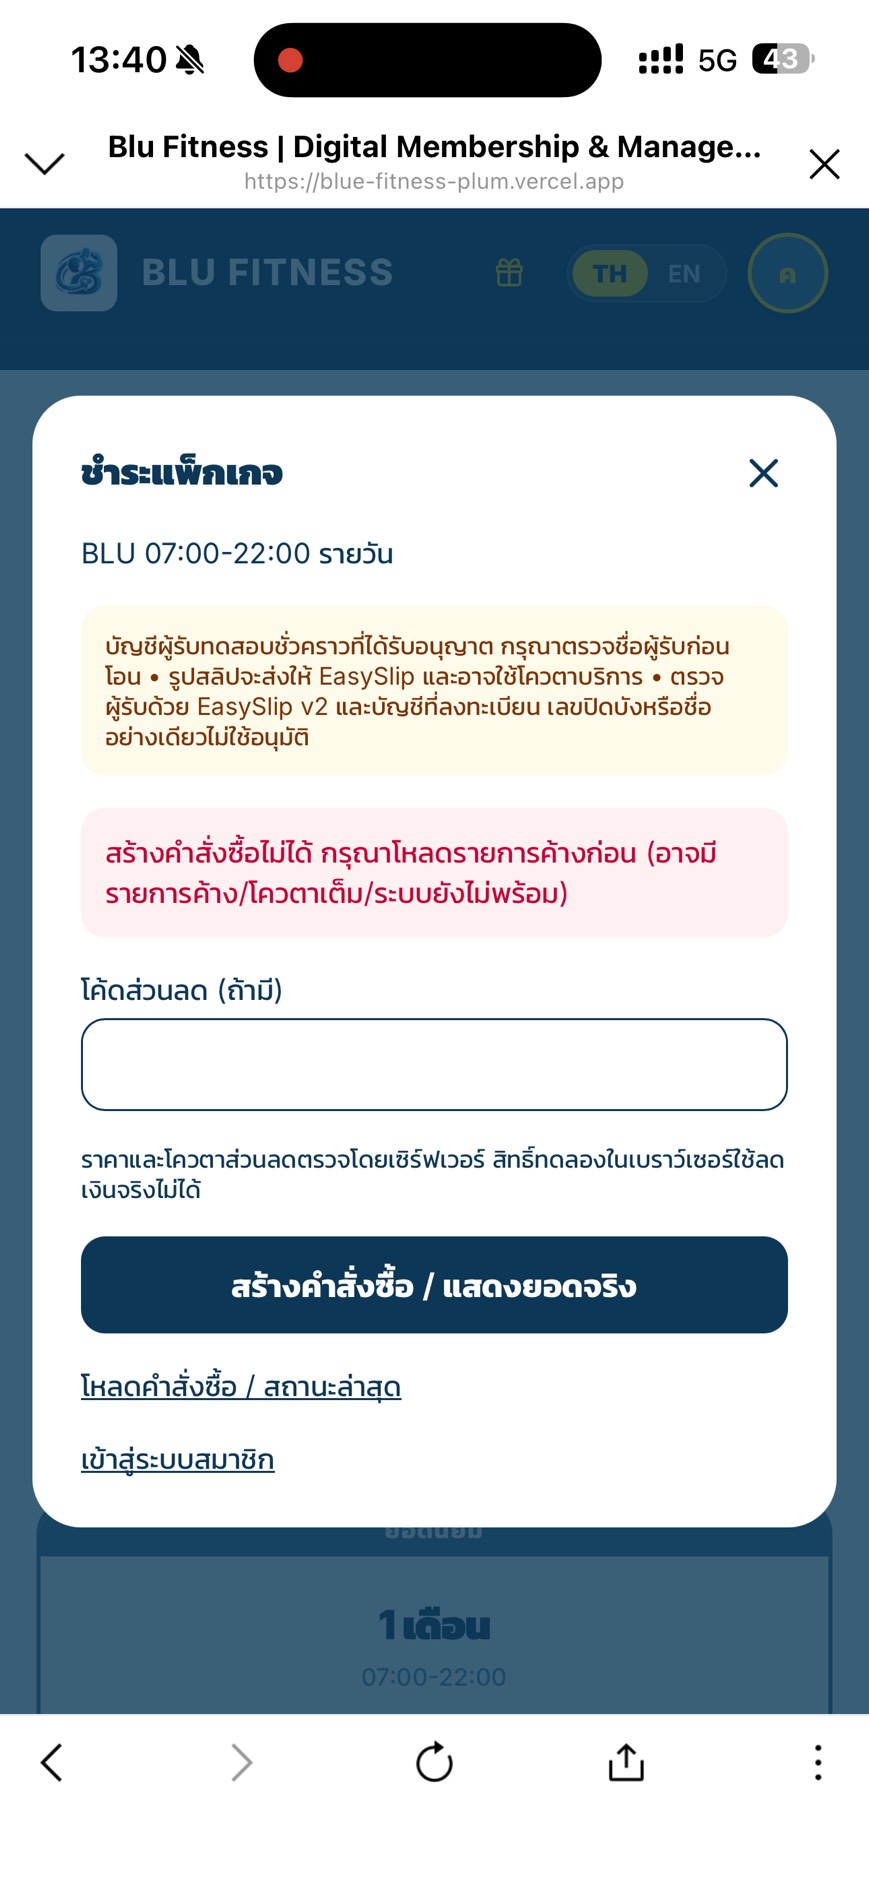 13:40
5G
43
Blu Fitness | Digital Membership & Manage...
https://blue-fitness-plum.vercel.app
BLU FITNESS
TH
EN
ค
ชำระแพ็กเกจ
BLU 07:00-22:00 รายวัน
บัญชีผู้รับทดสอบชั่วคราวที่ได้รับอนุญาต กรุณาตรวจชื่อผู้รับก่อน
โอน • รูปสลิปจะส่งให้ EasySlip และอาจใช้โควตาบริการ • ตรวจ
ผู้รับด้วย EasySlip v2 และบัญชีที่ลงทะเบียน เลขปิดบังหรือชื่อ
อย่างเดียวไม่ใช้อนุมัติ
สร้างคำสั่งซื้อไม่ได้ กรุณาโหลดรายการค้างก่อน (อาจมี
รายการค้าง/โควตาเต็ม/ระบบยังไม่พร้อม)
โค้ดส่วนลด (ถ้ามี)
ราคาและโควตาส่วนลดตรวจโดยเซิร์ฟเวอร์ สิทธิ์ทดลองในเบราว์เซอร์ใช้ลด
เงินจริงไม่ได้
สร้างคำสั่งซื้อ / แสดงยอดจริง
โหลดคำสั่งซื้อ / สถานะล่าสุด
เข้าสู่ระบบสมาชิก
ยอดนิยม
1 เดือน
07:00-22:00